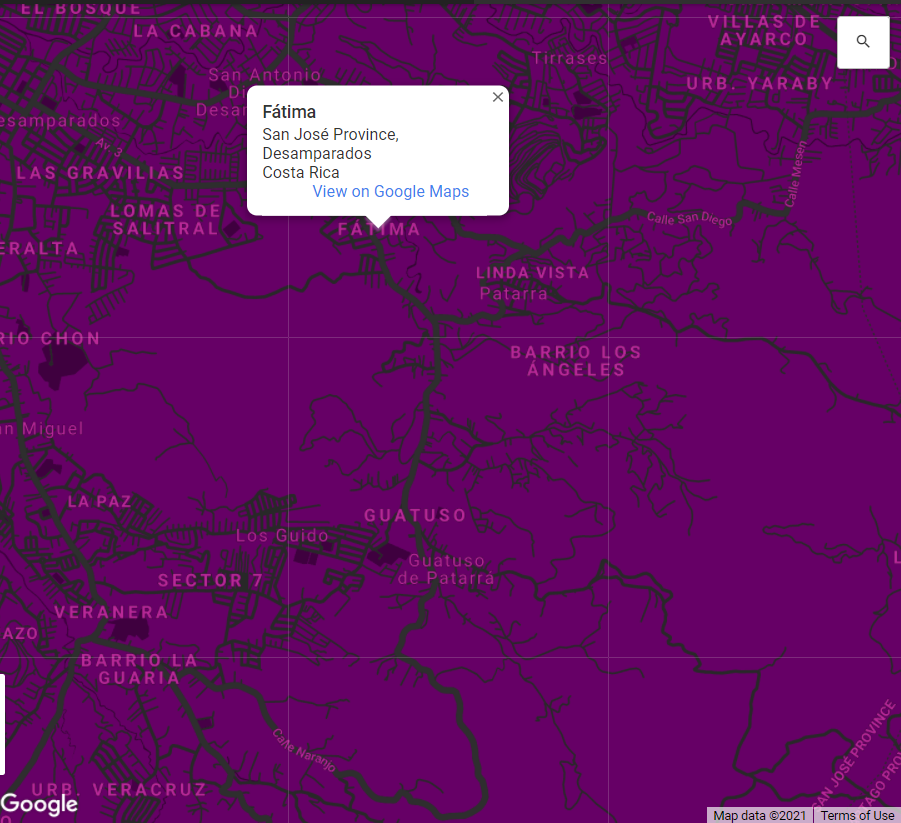 EL BOSQUE
LA CABANA
VILLAS DE
AYARCO
Tirrases
San Antonio
URB. YARABY
esamparados
Av. 3
Fátima
San José Province,
Desamparados
Costa Rica
View on Google Maps
Calle Mesen
LAS GRAVILIAS
LOMAS DE
SALITRAL
Calle San Diego
FÁTIMA
ERALTA
LINDA VISTA
Patarra
RIO CHON
BARRIO LOS
ÁNGELES
an Miguel
LA PAZ
GUATUSO
Los Guido
Guatuso
de Patarrá
SECTOR 7
VERANERA
AZO
BARRIO LA
GUARIA
Calle Naranjo
SAN JOSÉ PROVINCE
TAGO PRO
URB. VERACRUZ
Google
Map data ©2021
Terms of Use